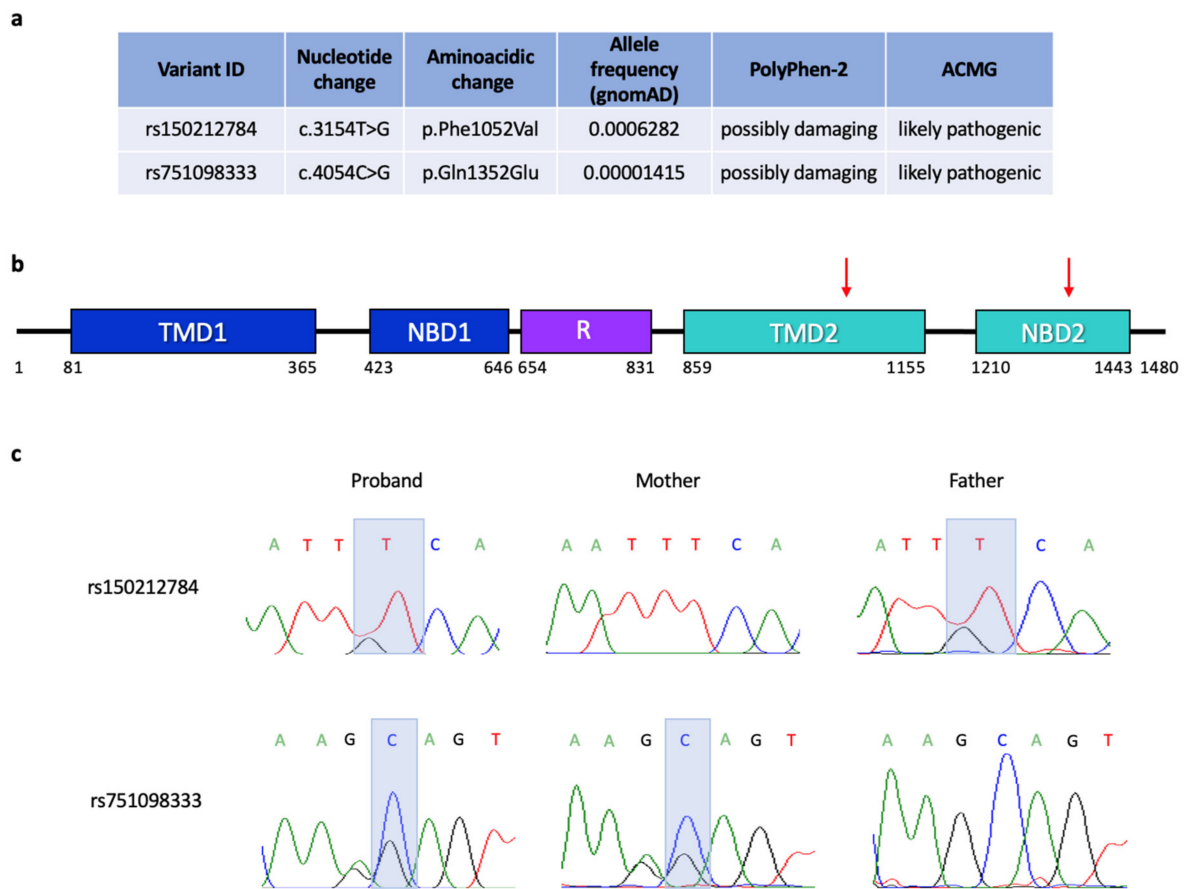 a
Variant ID Nucleotide change Aminoacidic change Allele frequency (gnomAD) PolyPhen-2 ACMG
rs150212784 c.3154T>G p.Phe1052Val 0.0006282 possibly damaging likely pathogenic
rs751098333 c.4054C>G p.Gln1352Glu 0.00001415 possibly damaging likely pathogenic
b
TMD1 NBD1 R TMD2 NBD2
1 81 365 423 646 654 831 859 1155 1210 1443 1480
c
Proband Mother Father
A T T T C A A A T T T C A A T T T C A
rs150212784
A A G C A G T A A G C A G T A A G C A G T
rs751098333